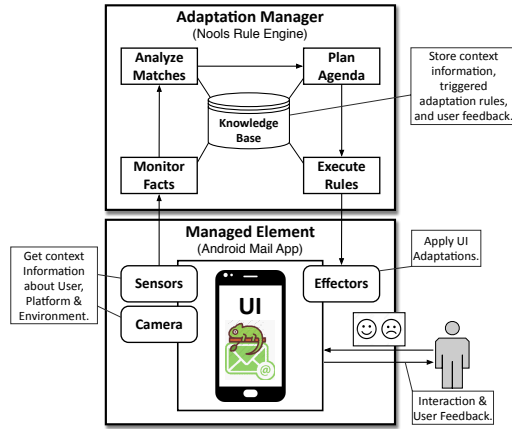 Adaptation Manager
(Nools Rule Engine)
Analyze
Matches
Plan
Agenda
Store context
information,
triggered
adaptation rules,
and user feedback.
Knowledge
Base
Monitor
Facts
Execute
Rules
Managed Element
(Android Mail App)
Get context
Information
about User,
Platform &
Environment.
Sensors
Camera
UI
@
Effectors
Apply UI
Adaptations.
Interaction &
User Feedback.